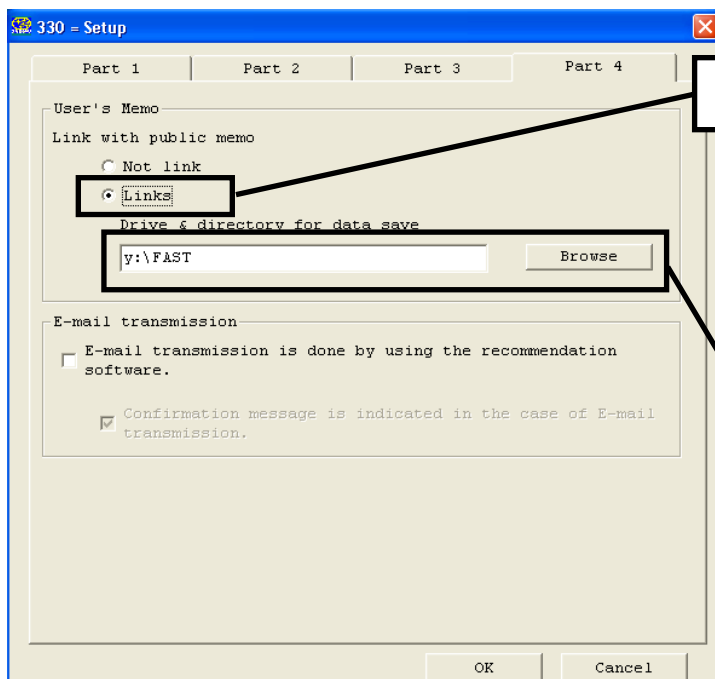 330 = Setup
Part 1 Part 2 Part 3 Part 4
User's Memo
Link with public memo
Not link
Links
Drive & directory for data save
y:\FAST Browse
E-mail transmission
E-mail transmission is done by using the recommendation
software.
Confirmation message is indicated in the case of E-mail
transmission.
OK Cancel